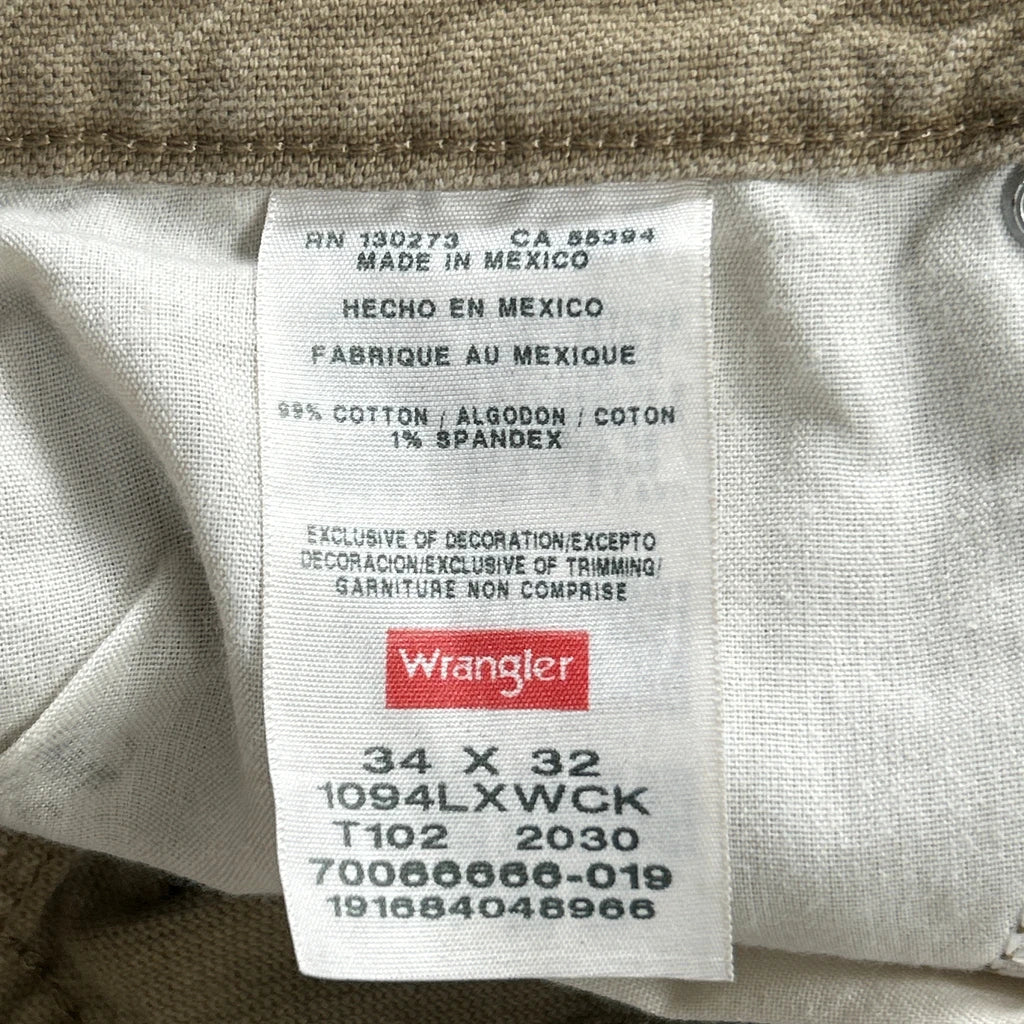 RN 130273 CA 55394
MADE IN MEXICO
HECHO EN MEXICO
FABRIQUE AU MEXIQUE
99% COTTON / ALGODON / COTON
1% SPANDEX
EXCLUSIVE OF DECORATION/EXCEPTO
DECORACION/EXCLUSIVE OF TRIMMING/
GARNITURE NON COMPRISE
Wrangler
34 X 32
1094LXWCK
T102 2030
70066666-019
191684048966